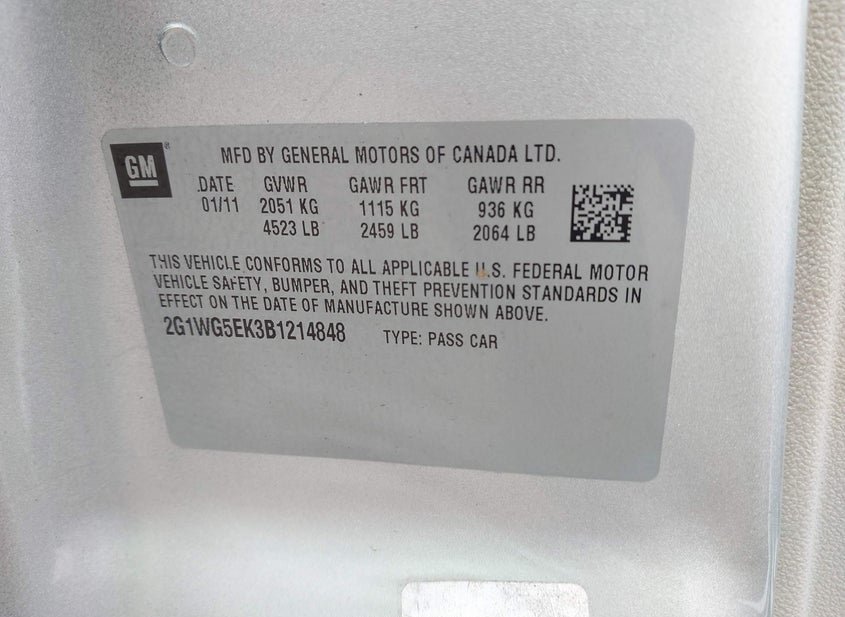 GM
MFD BY GENERAL MOTORS OF CANADA LTD.
DATE GVWR GAWR FRT GAWR RR
01/11 2051 KG 1115 KG 936 KG
4523 LB 2459 LB 2064 LB
THIS VEHICLE CONFORMS TO ALL APPLICABLE U.S. FEDERAL MOTOR
VEHICLE SAFETY, BUMPER, AND THEFT PREVENTION STANDARDS IN
EFFECT ON THE DATE OF MANUFACTURE SHOWN ABOVE.
2G1WG5EK3B1214848 TYPE: PASS CAR